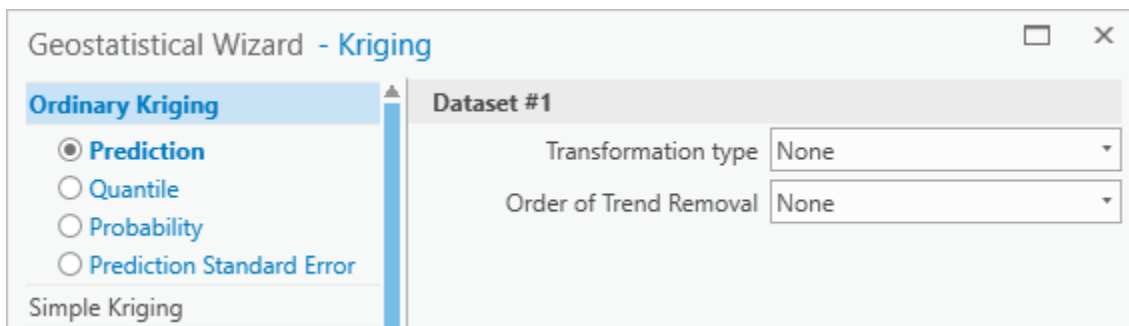 Geostatistical Wizard - Kriging
Ordinary Kriging
Prediction
Quantile
Probability
Prediction Standard Error
Simple Kriging
Dataset #1
Transformation type None
Order of Trend Removal None